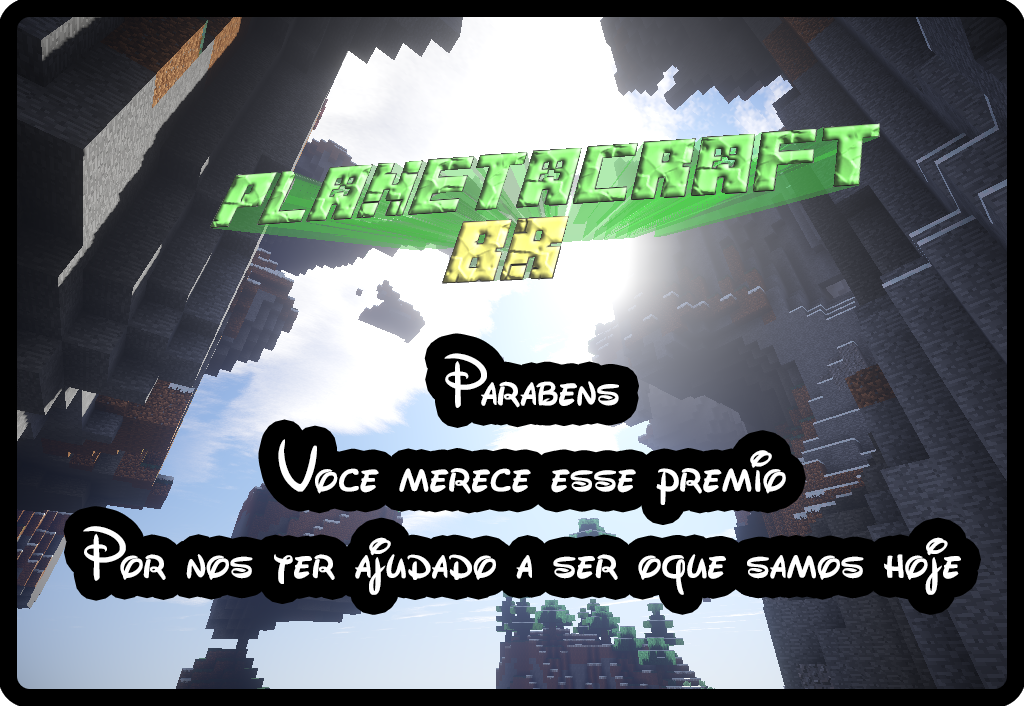 PLANETACRAFT
BR
Parabens
Voce merece esse premio
Por nos ter ajudado a ser oque samos hoje